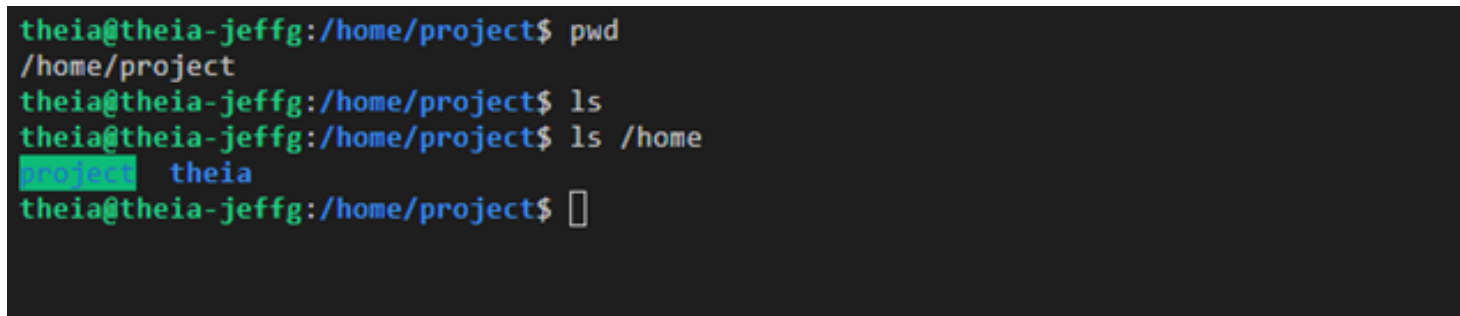 theia@theia-jeffg:/home/project$ pwd
/home/project
theia@theia-jeffg:/home/project$ ls
theia@theia-jeffg:/home/project$ ls /home
project  theia
theia@theia-jeffg:/home/project$